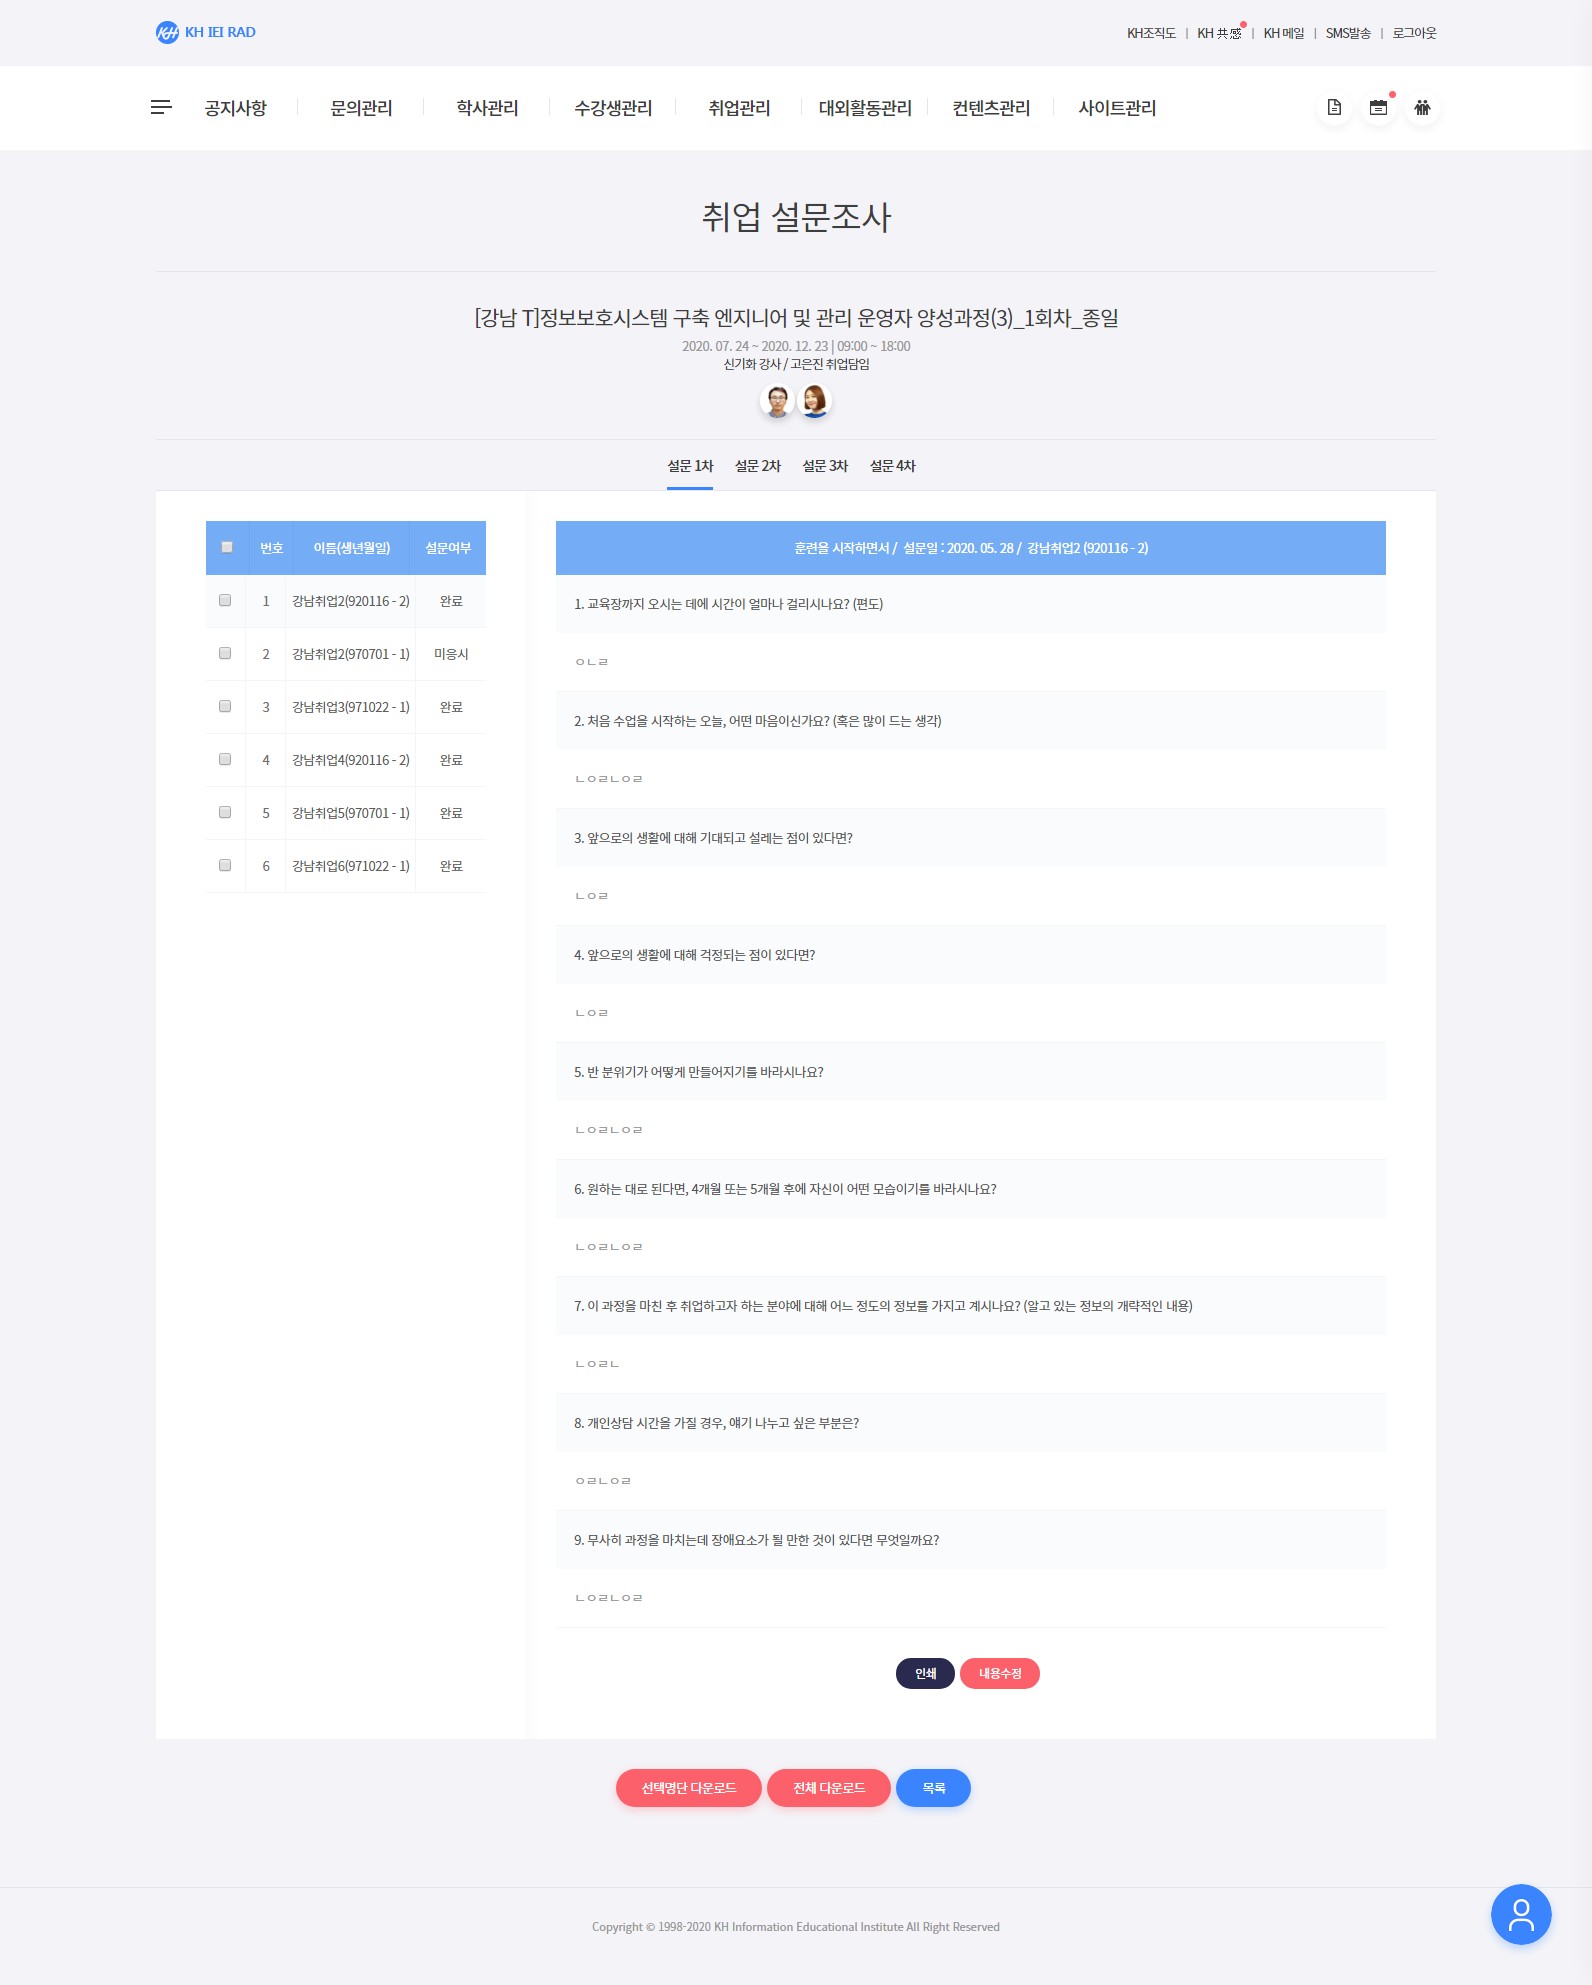 KH KH IEI RAD
KH조직도 | KH 共感 | KH 메일 | SMS발송 | 로그아웃
공지사항 문의관리 학사관리 수강생관리 취업관리 대외활동관리 컨텐츠관리 사이트관리
취업 설문조사
[강남 T]정보보호시스템 구축 엔지니어 및 관리 운영자 양성과정(3)_1회차_종일
2020. 07. 24 ~ 2020. 12. 23 | 09:00 ~ 18:00
신기화 강사 / 고은진 취업담임
설문 1차 설문 2차 설문 3차 설문 4차
번호 이름(생년월일) 설문여부
1 강남취업2(920116 - 2) 완료
2 강남취업2(970701 - 1) 미응시
3 강남취업3(971022 - 1) 완료
4 강남취업4(920116 - 2) 완료
5 강남취업5(970701 - 1) 완료
6 강남취업6(971022 - 1) 완료
훈련을 시작하면서 / 설문일 : 2020. 05. 28 / 강남취업2 (920116 - 2)
1. 교육장까지 오시는 데에 시간이 얼마나 걸리시나요? (편도)
ㅇㄴㄹ
2. 처음 수업을 시작하는 오늘, 어떤 마음이신가요? (혹은 많이 드는 생각)
ㄴㅇㄹㄴㅇㄹ
3. 앞으로의 생활에 대해 기대되고 설레는 점이 있다면?
ㄴㅇㄹ
4. 앞으로의 생활에 대해 걱정되는 점이 있다면?
ㄴㅇㄹ
5. 반 분위기가 어떻게 만들어지기를 바라시나요?
ㄴㅇㄹㄴㅇㄹ
6. 원하는 대로 된다면, 4개월 또는 5개월 후에 자신이 어떤 모습이기를 바라시나요?
ㄴㅇㄹㄴㅇㄹ
7. 이 과정을 마친 후 취업하고자 하는 분야에 대해 어느 정도의 정보를 가지고 계시나요? (알고 있는 정보의 개략적인 내용)
ㄴㅇㄹㄴ
8. 개인상담 시간을 가질 경우, 얘기 나누고 싶은 부분은?
ㅇㄹㄴㅇㄹ
9. 무사히 과정을 마치는데 장애요소가 될 만한 것이 있다면 무엇일까요?
ㄴㅇㄹㄴㅇㄹ
인쇄 내용수정
선택명단 다운로드 전체 다운로드 목록
Copyright © 1998-2020 KH Information Educational Institute All Right Reserved